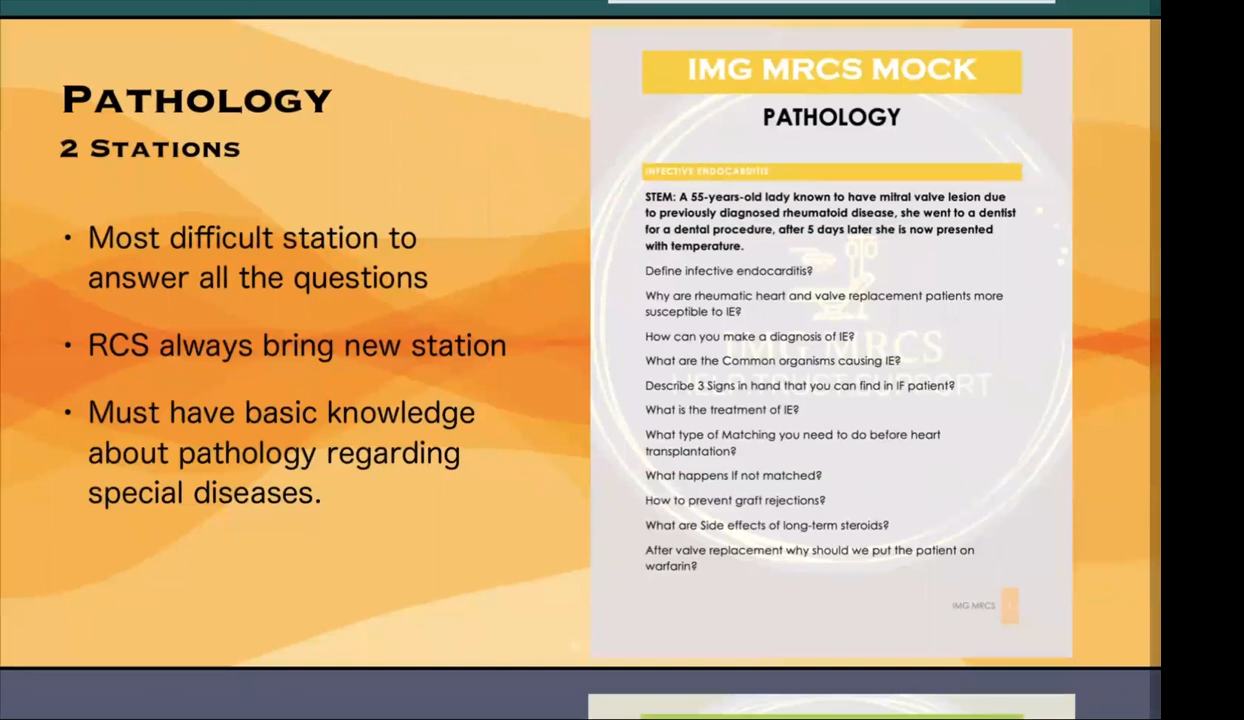 PATHOLOGY
2 STATIONS
• Most difficult station to
answer all the questions
• RCS always bring new station
• Must have basic knowledge
about pathology regarding
special diseases.
IMG MRCS MOCK
PATHOLOGY
INFECTIVE ENDOCARDITIS
STEM: A 55-years-old lady known to have mitral valve lesion due
to previously diagnosed rheumatoid disease, she went to a dentist
for a dental procedure, after 5 days later she is now presented
with temperature.
Define infective endocarditis?
Why are rheumatic heart and valve replacement patients more
susceptible to IE?
How can you make a diagnosis of IE?
What are the Common organisms causing IE?
Describe 3 Signs in hand that you can find in IF patient?
What is the treatment of IE?
What type of Matching you need to do before heart
transplantation?
What happens If not matched?
How to prevent graft rejections?
What are Side effects of long-term steroids?
After valve replacement why should we put the patient on
warfarin?
IMG MRCS
HELP TRUST SUPPORT
IMG MRCS